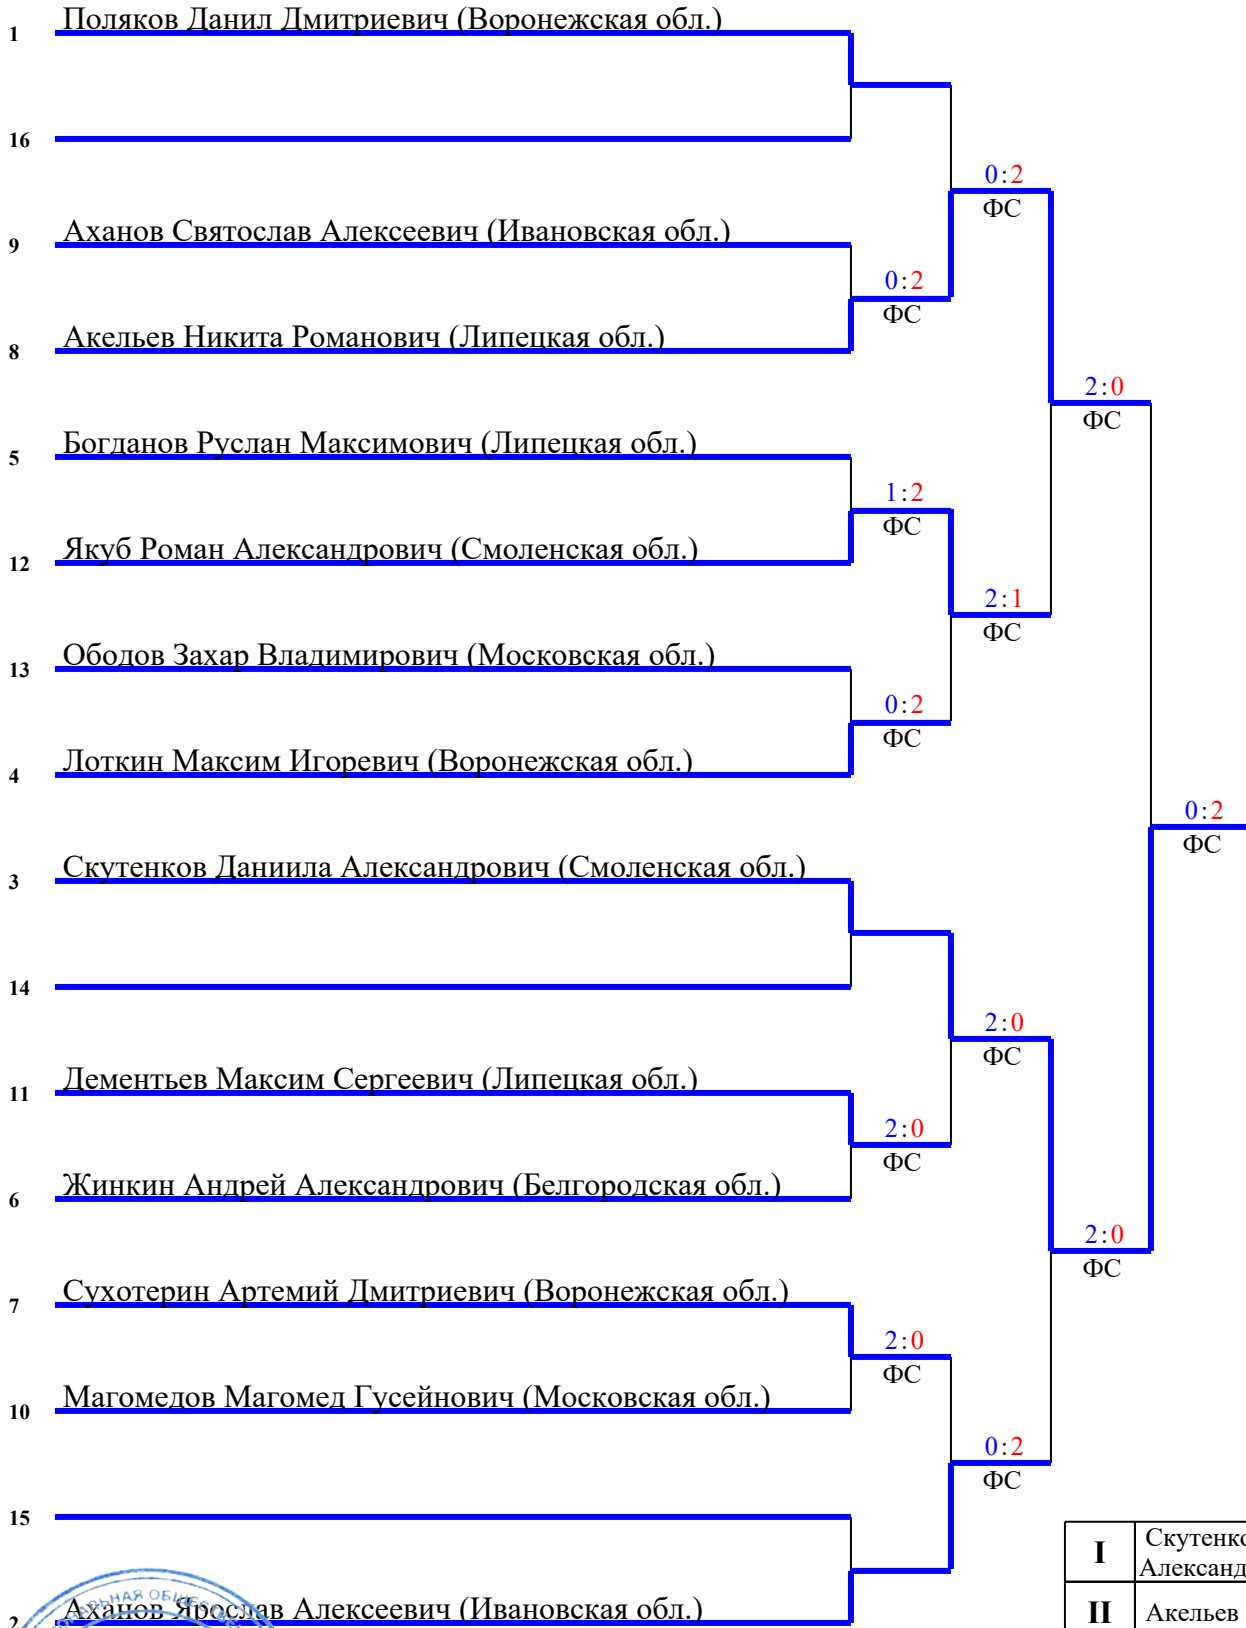 Поляков Данил Дмитриевич (Воронежская обл.)
1
16
0:2
ФС
Аханов Святослав Алексеевич (Ивановская обл.)
9
0:2
ФС
Акельев Никита Романович (Липецкая обл.)
8
2:0
ФС
Богданов Руслан Максимович (Липецкая обл.)
5
1:2
ФС
Якуб Роман Александрович (Смоленская обл.)
12
2:1
ФС
Ободов Захар Владимирович (Московская обл.)
13
0:2
ФС
Лоткин Максим Игоревич (Воронежская обл.)
4
0:2
ФС
Скутенков Даниила Александрович (Смоленская обл.)
3
14
2:0
ФС
Дементьев Максим Сергеевич (Липецкая обл.)
11
2:0
ФС
Жинкин Андрей Александрович (Белгородская обл.)
6
2:0
ФС
Сухотерин Артемий Дмитриевич (Воронежская обл.)
7
2:0
ФС
Магомедов Магомед Гусейнович (Московская обл.)
10
0:2
ФС
15
I Скутенко
Александ
Аханов Ярослав Алексеевич (Ивановская обл.)
2
II Акельев